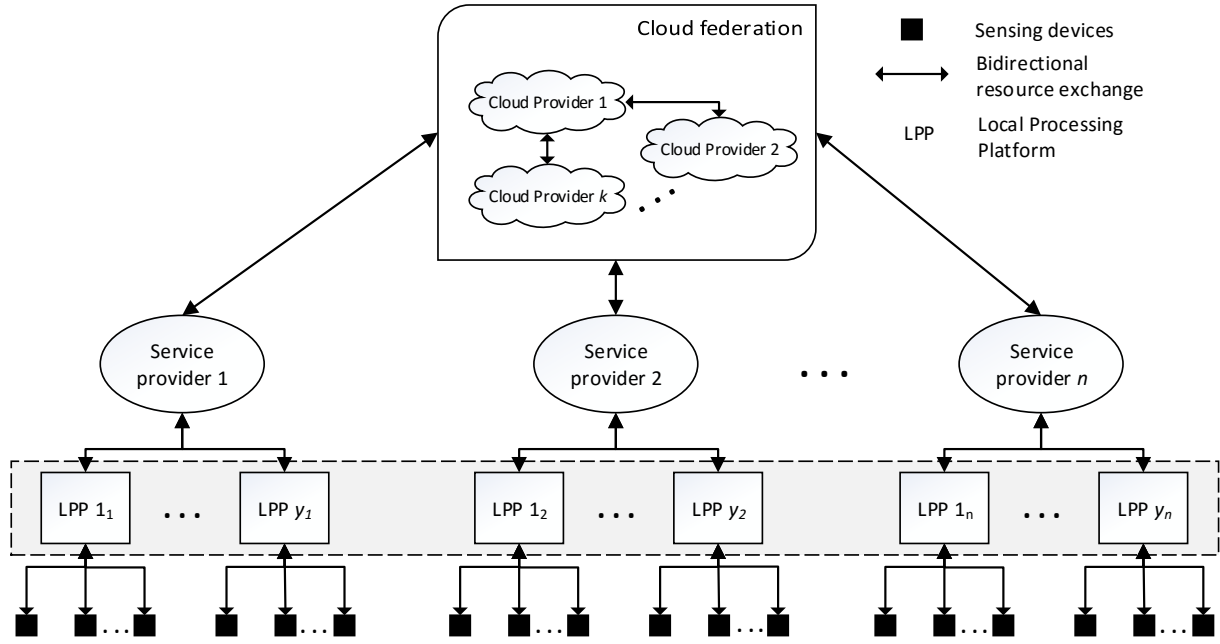 Cloud federation
Cloud Provider 1
Cloud Provider 2
Cloud Provider k
. . .
Sensing devices
Bidirectional
resource exchange
LPP
Local Processing
Platform
Service
provider 1
Service
provider 2
. . .
Service
provider n
LPP 1₁
. . .
LPP y₁
LPP 1₂
. . .
LPP y₂
LPP 1ₙ
. . .
LPP yₙ
. . .
. . .
. . .
. . .
. . .
. . .